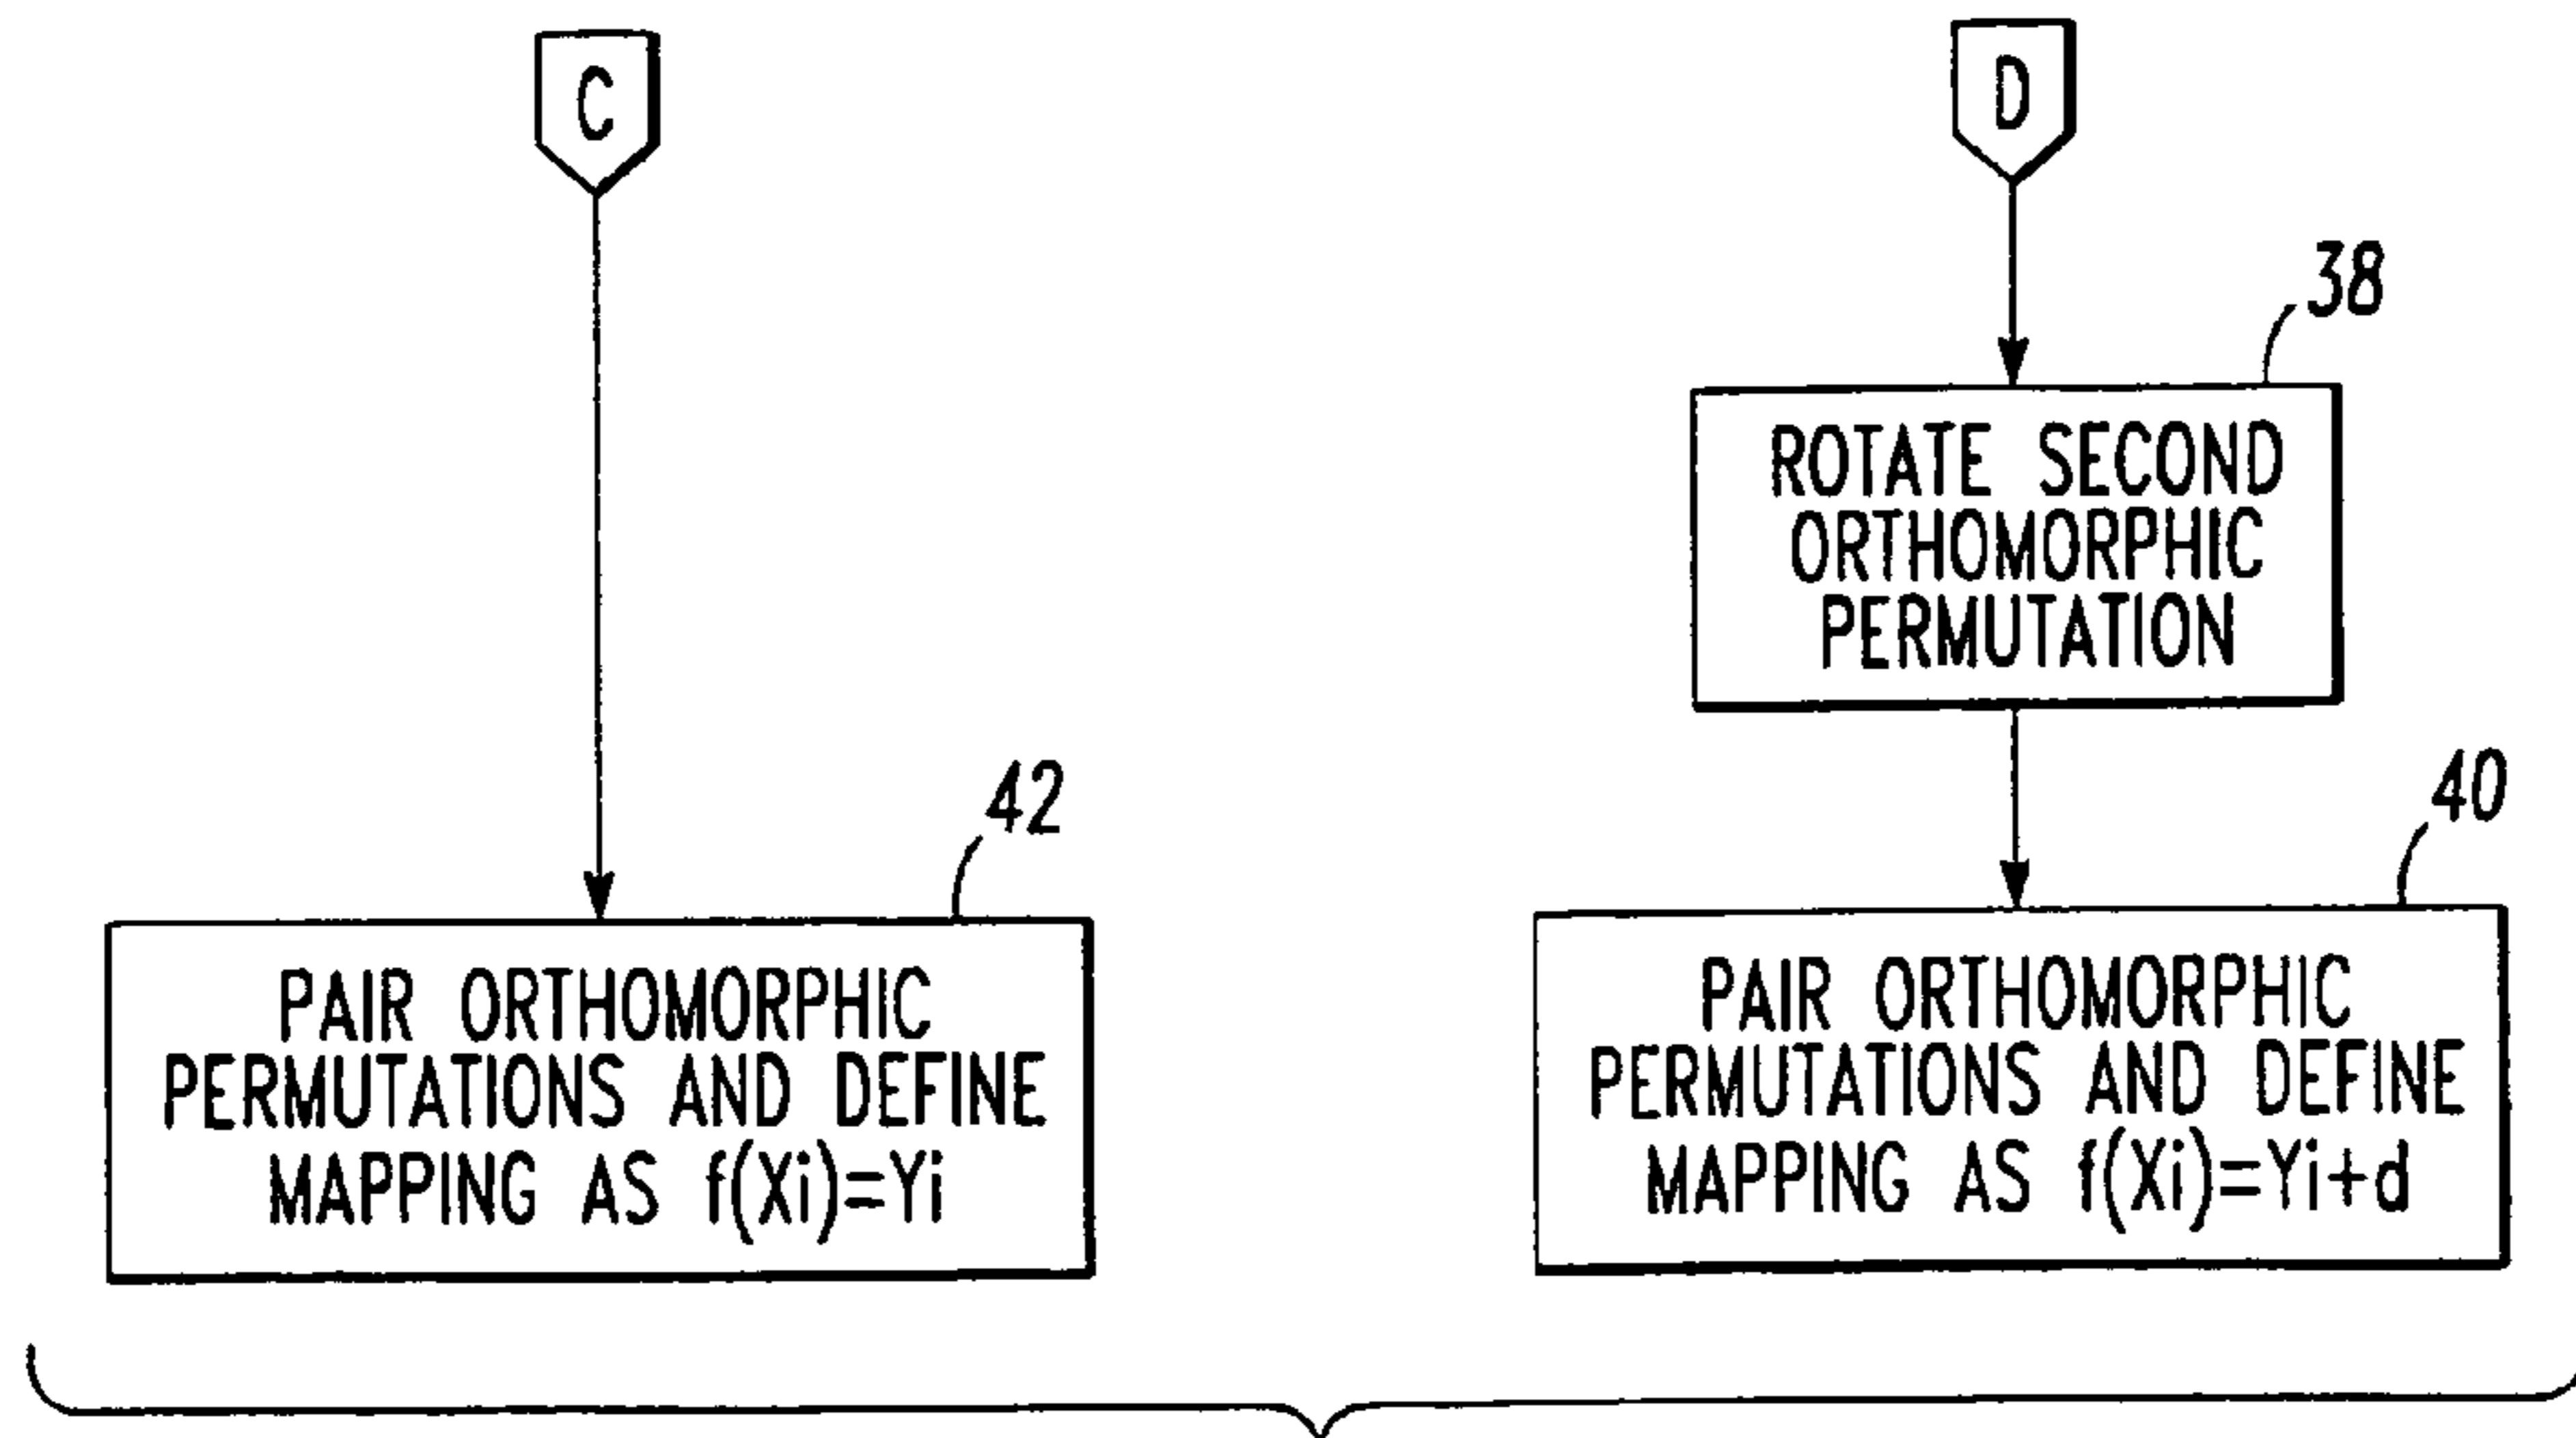 C
D
38
ROTATE SECOND
ORTHOMORPHIC
PERMUTATION
42
PAIR ORTHOMORPHIC
PERMUTATIONS AND DEFINE
MAPPING AS f(Xi)=Yi
40
PAIR ORTHOMORPHIC
PERMUTATIONS AND DEFINE
MAPPING AS f(Xi)=Yi+d